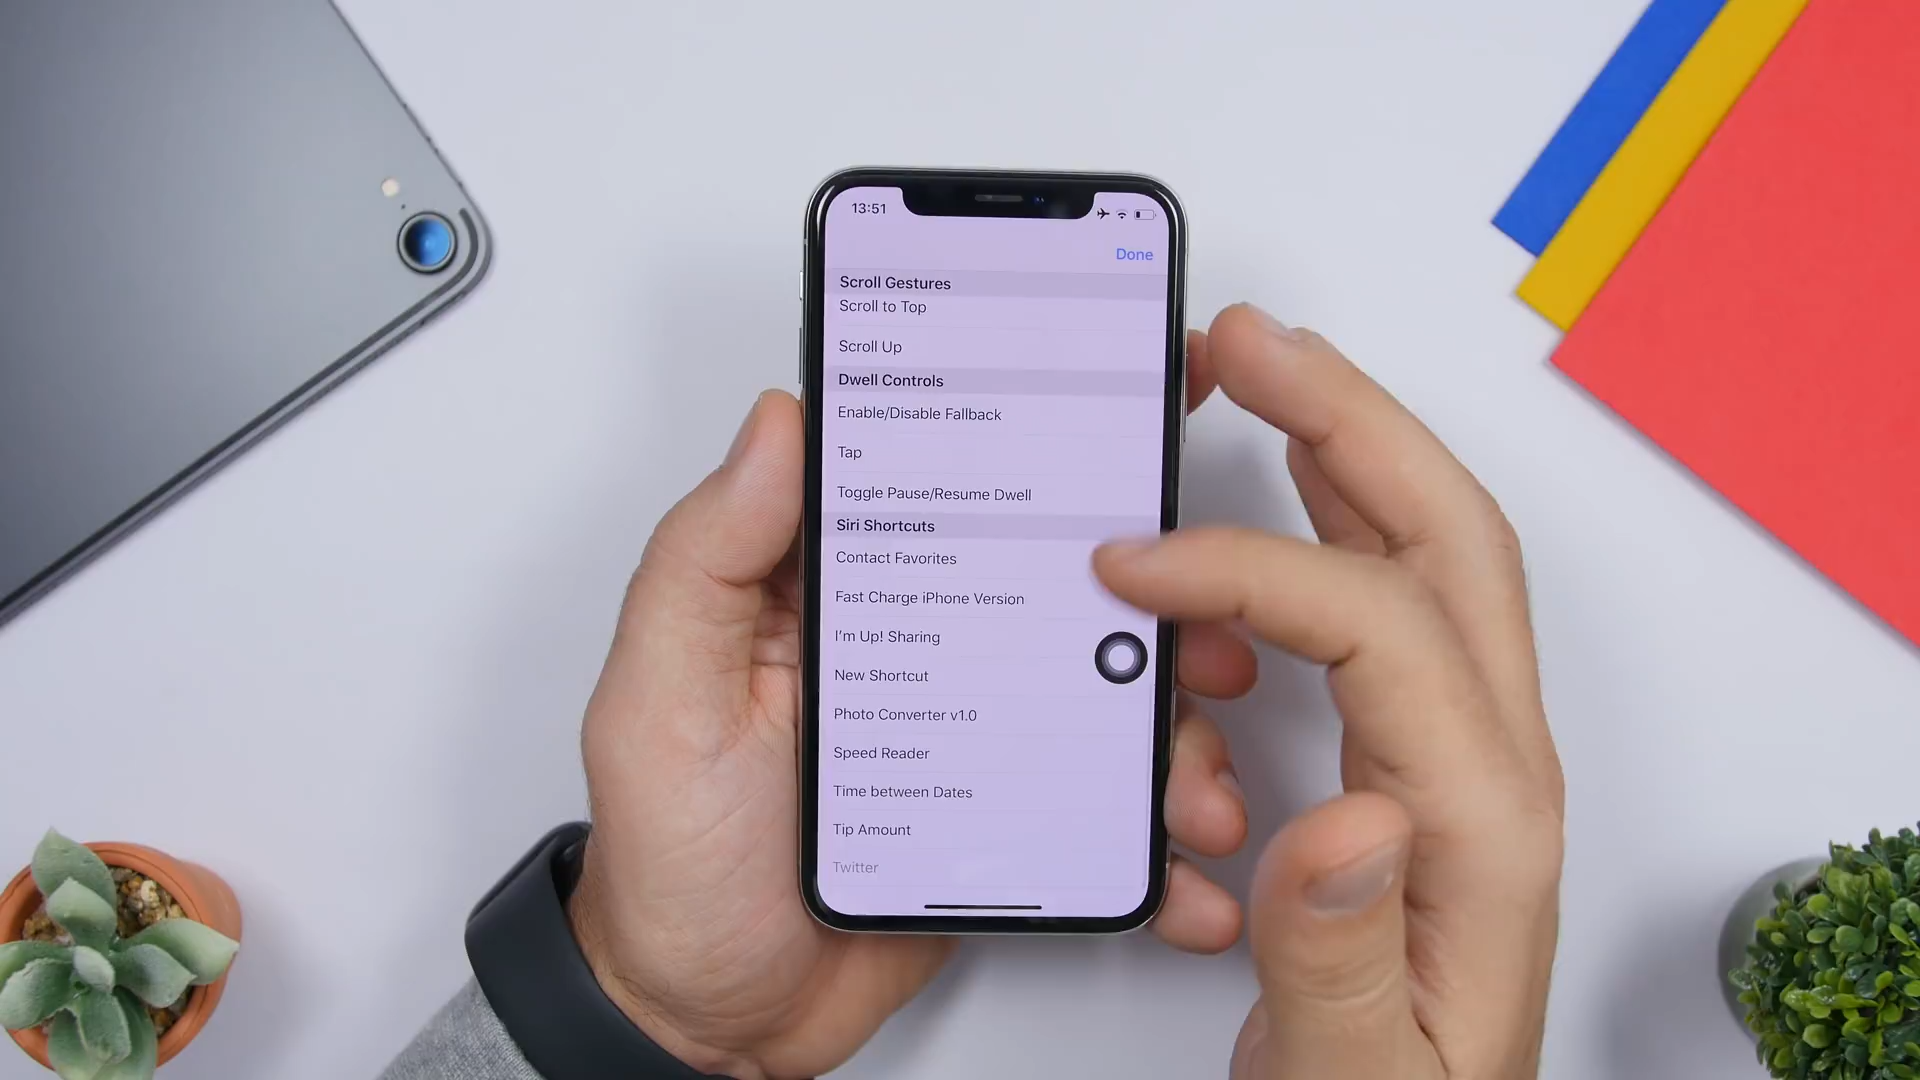 13:51
Done
Scroll Gestures
Scroll to Top
Scroll Up
Dwell Controls
Enable/Disable Fallback
Tap
Toggle Pause/Resume Dwell
Siri Shortcuts
Contact Favorites
Fast Charge iPhone Version
I'm Up! Sharing
New Shortcut
Photo Converter v1.0
Speed Reader
Time between Dates
Tip Amount
Twitter